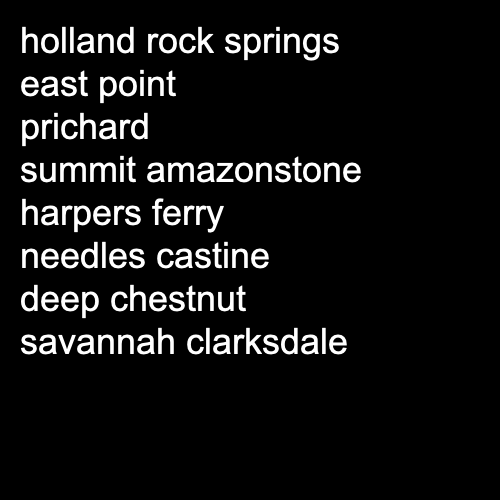 holland rock springs
east point
prichard
summit amazonstone
harpers ferry
needles castine
deep chestnut
savannah clarksdale